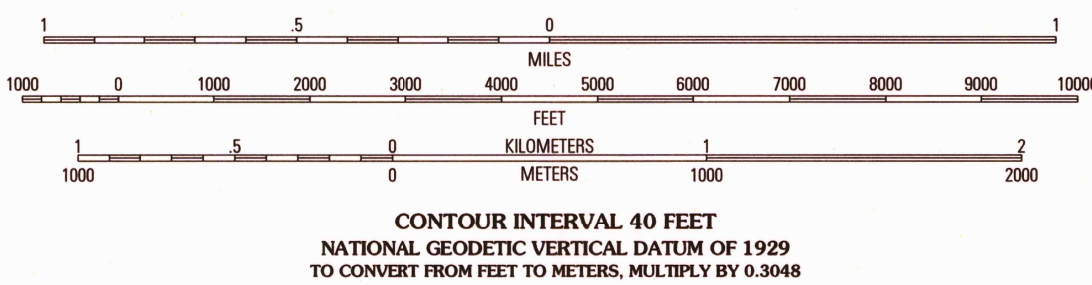 1 .5 0 1
MILES
1000 0 1000 2000 3000 4000 5000 6000 7000 8000 9000 10000
FEET
1 .5 0 KILOMETERS 1 2
1000 0 METERS 1000 2000
CONTOUR INTERVAL 40 FEET
NATIONAL GEODETIC VERTICAL DATUM OF 1929
TO CONVERT FROM FEET TO METERS, MULTIPLY BY 0.3048